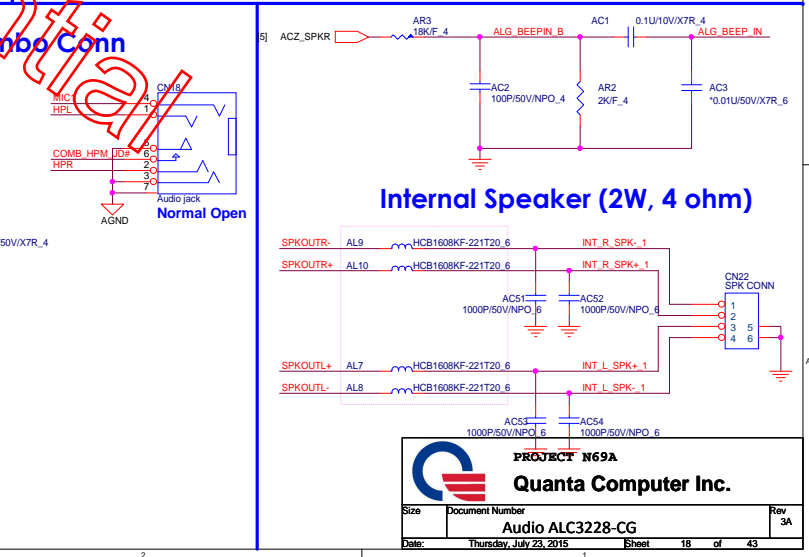 mbo Conn
ntial
CN18
MIC1
4
HPL
1
5
COMB_HPM_JD#
6
HPR
2
3
7
AGND
Audio jack
Normal Open
50V/X7R_4
5]
ACZ_SPKR
AR3
18K/F_4
ALG_BEEPIN_B
AC1
0.1U/10V/X7R_4
ALG_BEEP_IN
AC2
100P/50V/NPO_4
AR2
2K/F_4
AC3
*0.01U/50V/X7R_6
Internal Speaker (2W, 4 ohm)
SPKOUTR- AL9 HCB1608KF-221T20_6 INT_R_SPK-_1
SPKOUTR+ AL10 HCB1608KF-221T20_6 INT_R_SPK+_1
AC51
1000P/50V/NPO_6
AC52
1000P/50V/NPO_6
CN22
SPK CONN
1
2
3 5
4 6
SPKOUTL+ AL7 HCB1608KF-221T20_6 INT_L_SPK+_1
SPKOUTL- AL8 HCB1608KF-221T20_6 INT_L_SPK-_1
AC53
1000P/50V/NPO_6
AC54
1000P/50V/NPO_6
A
PROJECT N69A
Quanta Computer Inc.
Size Document Number Rev
Audio ALC3228-CG 3A
Date: Thursday, July 23, 2015 Sheet 18 of 43
2 1